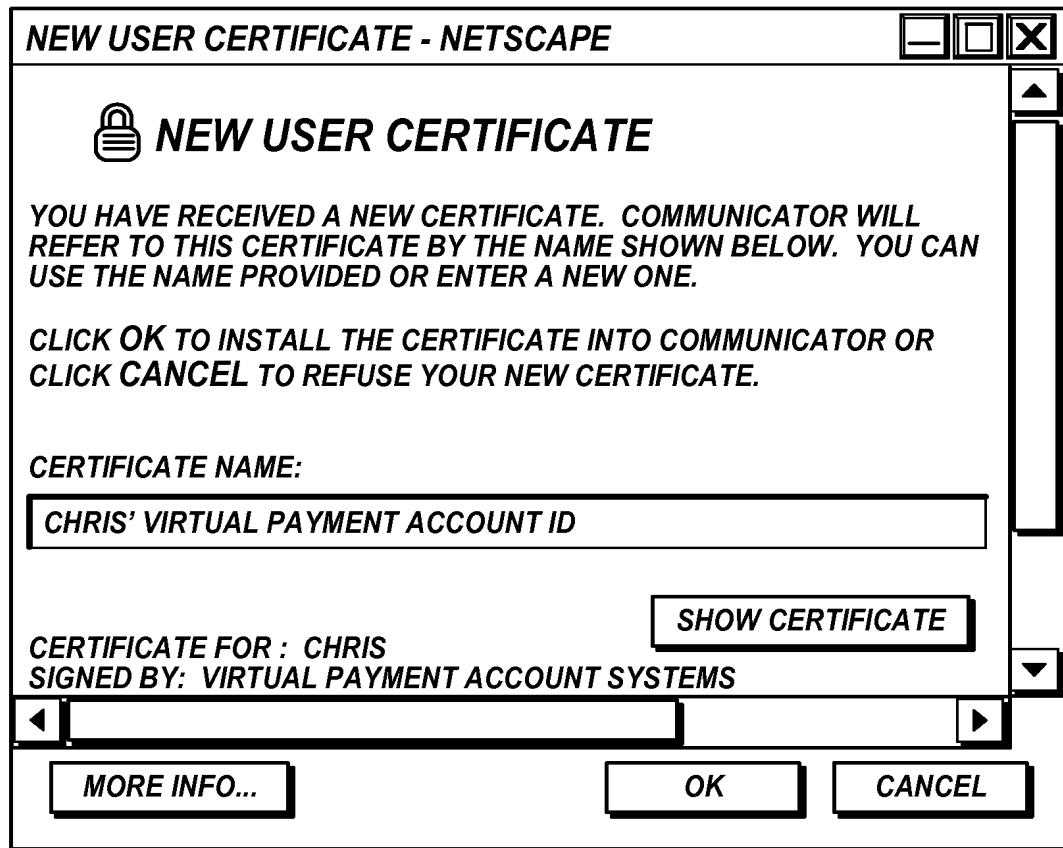 NEW USER CERTIFICATE - NETSCAPE
NEW USER CERTIFICATE
YOU HAVE RECEIVED A NEW CERTIFICATE. COMMUNICATOR WILL
REFER TO THIS CERTIFICATE BY THE NAME SHOWN BELOW. YOU CAN
USE THE NAME PROVIDED OR ENTER A NEW ONE.
CLICK OK TO INSTALL THE CERTIFICATE INTO COMMUNICATOR OR
CLICK CANCEL TO REFUSE YOUR NEW CERTIFICATE.
CERTIFICATE NAME:
CHRIS’ VIRTUAL PAYMENT ACCOUNT ID
SHOW CERTIFICATE
CERTIFICATE FOR : CHRIS
SIGNED BY: VIRTUAL PAYMENT ACCOUNT SYSTEMS
MORE INFO...
OK
CANCEL